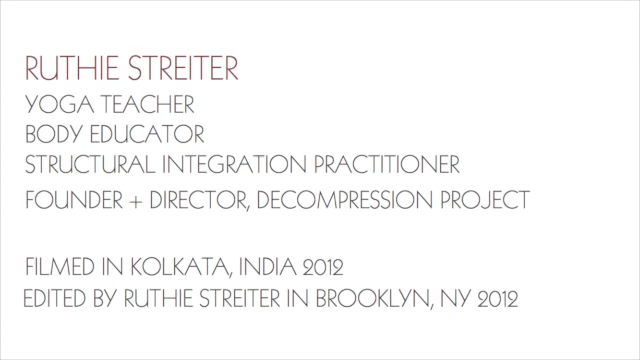 RUTHIE STREITER
YOGA TEACHER
BODY EDUCATOR
STRUCTURAL INTEGRATION PRACTITIONER
FOUNDER + DIRECTOR, DECOMPRESSION PROJECT
FILMED IN KOLKATA, INDIA 2012
EDITED BY RUTHIE STREITER IN BROOKLYN, NY 2012